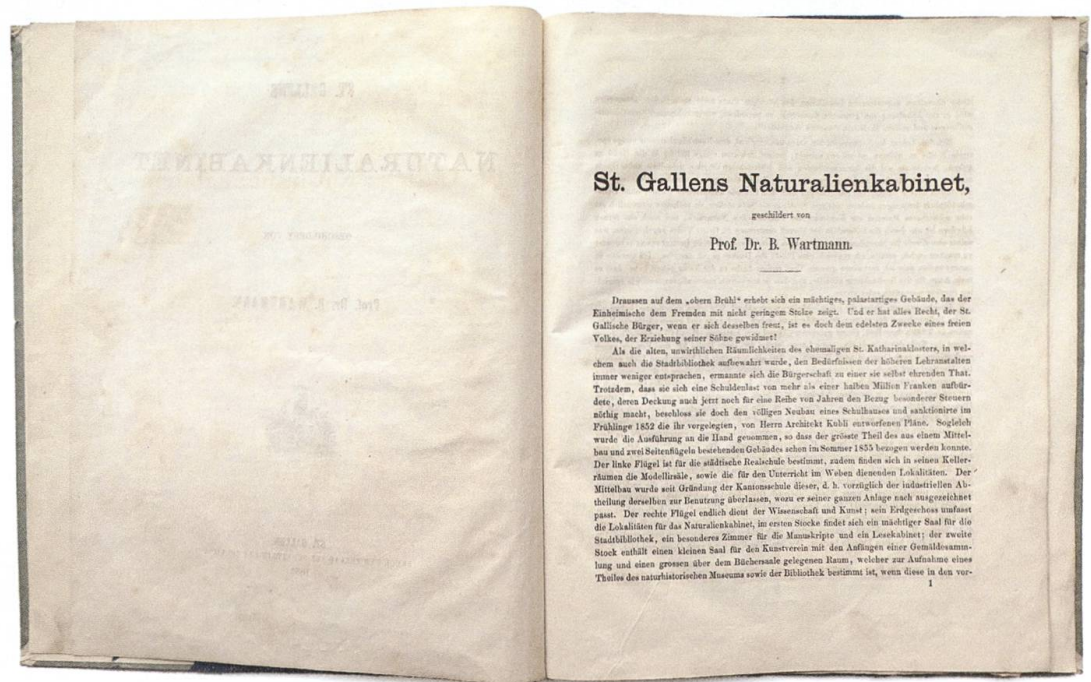 St. Gallens Naturalienkabinet,
geschildert von
Prof. Dr. B. Wartmann.
Draussen auf dem „obern Brühl“ erhebt sich ein mächtiges, palastartiges Gebäude, das der
Einheimische dem Fremden mit nicht geringem Stolze zeigt. Und er hat alles Recht, der St.
Gallische Bürger, wenn er sich desselben freut, ist es doch dem edelsten Zwecke eines freien
Volkes, der Erziehung seiner Söhne gewidmet!
Als die alten, unwirthlichen Räumlichkeiten des ehemaligen St. Katharinaklosters, in wel-
chem auch die Stadtbibliothek aufbewahrt wurde, den Bedürfnissen der höheren Lehranstalten
immer weniger entsprachen, ermannte sich die Bürgerschaft zu einer sie selbst ehrenden That.
Trotzdem, dass sie sich eine Schuldenlast von mehr als einer halben Million Franken aufbür-
dete, deren Deckung auch jetzt noch für eine Reihe von Jahren den Bezug besonderer Steuern
nöthig macht, beschloss sie doch den völligen Neubau eines Schulhauses und sanktionirte im
Frühlinge 1852 die ihr vorgelegten, von Herrn Architekt Kubli entworfenen Pläne. Sogleich
wurde die Ausführung an die Hand genommen, so dass der grösste Theil des aus einem Mittel-
bau und zwei Seitenflügeln bestehenden Gebäudes schon im Sommer 1855 bezogen werden konnte.
Der linke Flügel ist für die städtische Realschule bestimmt, zudem finden sich in seinen Keller-
räumen die Modellirsäle, sowie die für den Unterricht im Weben dienenden Lokalitäten. Der
Mittelbau wurde seit Gründung der Kantonsschule dieser, d. h. vorzüglich der industriellen Ab-
theilung derselben zur Benutzung überlassen, wozu er seiner ganzen Anlage nach ausgezeichnet
passt. Der rechte Flügel endlich dient der Wissenschaft und Kunst; sein Erdgeschoss umfasst
die Lokalitäten für das Naturalienkabinet, im ersten Stocke findet sich ein mächtiger Saal für die
Stadtbibliothek, ein besonderes Zimmer für die Manuskripte und ein Lesekabinet; der zweite
Stock enthält einen kleinen Saal für den Kunstverein mit den Anfängen einer Gemäldesamm-
lung und einen grossen über dem Büchersaale gelegenen Raum, welcher zur Aufnahme eines
Theiles des naturhistorischen Museums sowie der Bibliothek bestimmt ist, wenn diese in den vor-
1